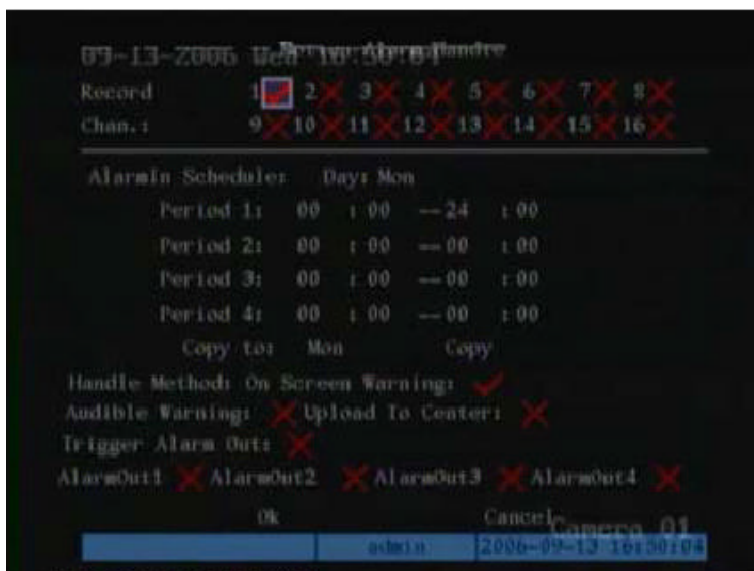 Motion Alarm Handle
09-13-2006 Wed 16:50:04
Record 1 2 3 4 5 6 7 8
Chan.: 9 10 11 12 13 14 15 16
AlarmIn Schedule: Day: Mon
Period 1: 00 : 00 -- 24 : 00
Period 2: 00 : 00 -- 00 : 00
Period 3: 00 : 00 -- 00 : 00
Period 4: 00 : 00 -- 00 : 00
Copy to: Mon Copy
Handle Method: On Screen Warning:
Audible Warning: Upload To Center:
Trigger Alarm Out:
AlarmOut1 AlarmOut2 AlarmOut3 AlarmOut4
Ok Cancel
Camera 01
admin 2006-09-13 16:50:04